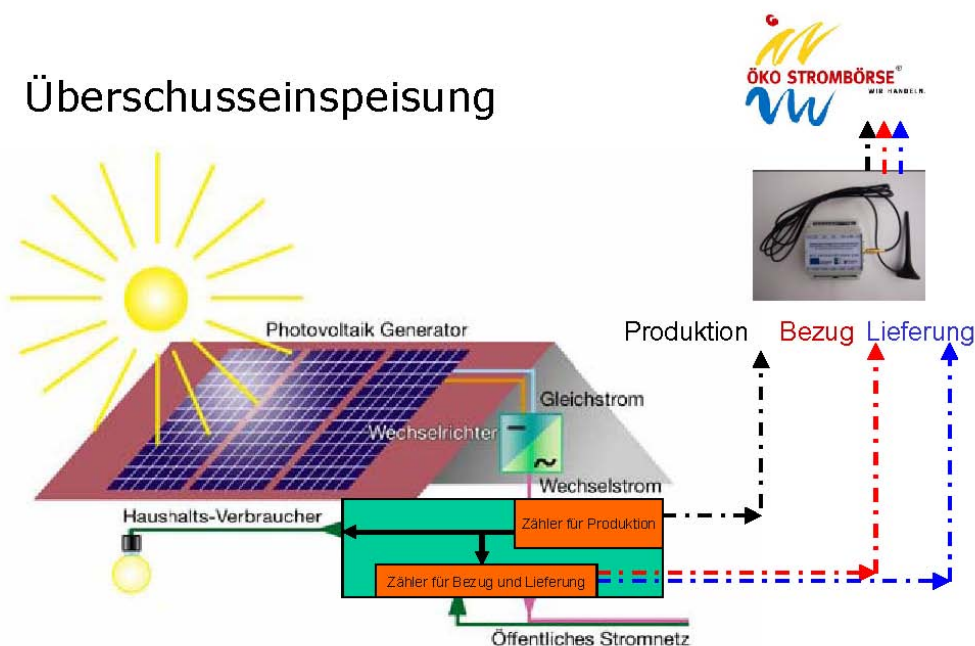 Überschusseinspeisung
ÖKO STROMBÖRSE®
WIR HANDELN.
Produktion Bezug Lieferung
Photovoltaik Generator
Gleichstrom
Wechselrichter
Wechselstrom
Haushalts-Verbraucher
Zähler für Produktion
Zähler für Bezug und Lieferung
Öffentliches Stromnetz